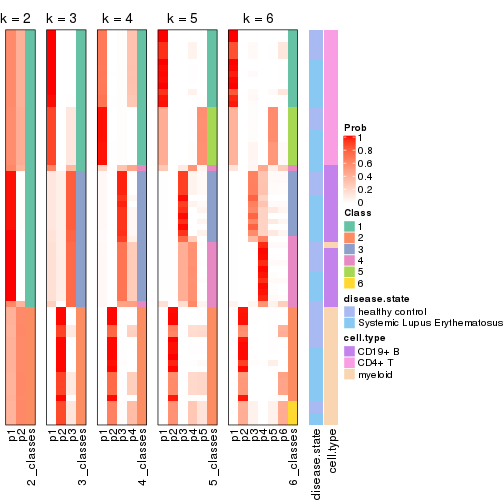 k = 2
k = 3
k = 4
k = 5
k = 6
Prob
1
0.8
0.6
0.4
0.2
0
Class
1
2
3
4
5
6
disease.state
healthy control
Systemic Lupus Erythematosus
cell.type
CD19+ B
CD4+ T
myeloid
p1
p2
2_classes
p1
p2
p3
3_classes
p1
p2
p3
p4
4_classes
p1
p2
p3
p4
p5
5_classes
p1
p2
p3
p4
p5
p6
6_classes
disease.state
cell.type